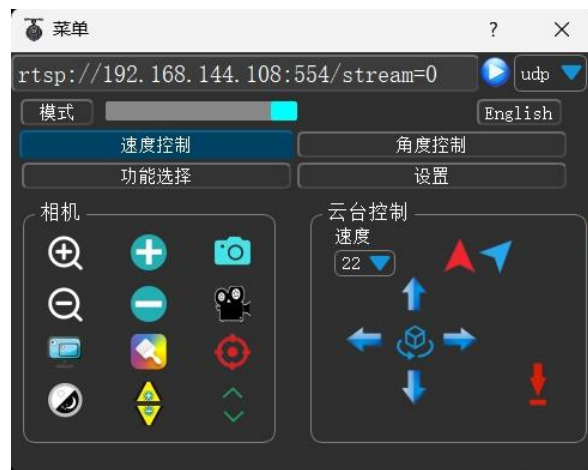 菜单 ?
rtsp://192.168.144.108:554/stream=0 udp
模式 English
速度控制 角度控制
功能选择 设置
相机 云台控制
速度
22